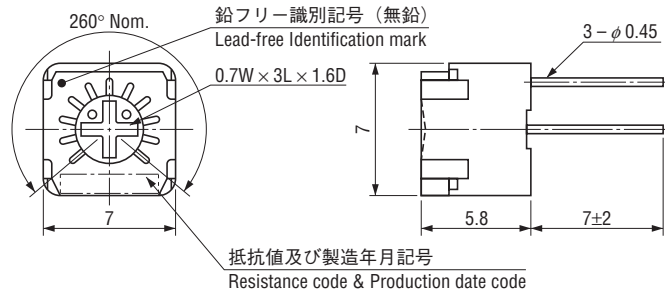 260° Nom.
鉛フリー識別記号（無鉛）
Lead-free Identification mark
0.7W × 3L × 1.6D
7
抵抗値及び製造年月記号
Resistance code & Production date code
3 – φ 0.45
7
5.8
7±2